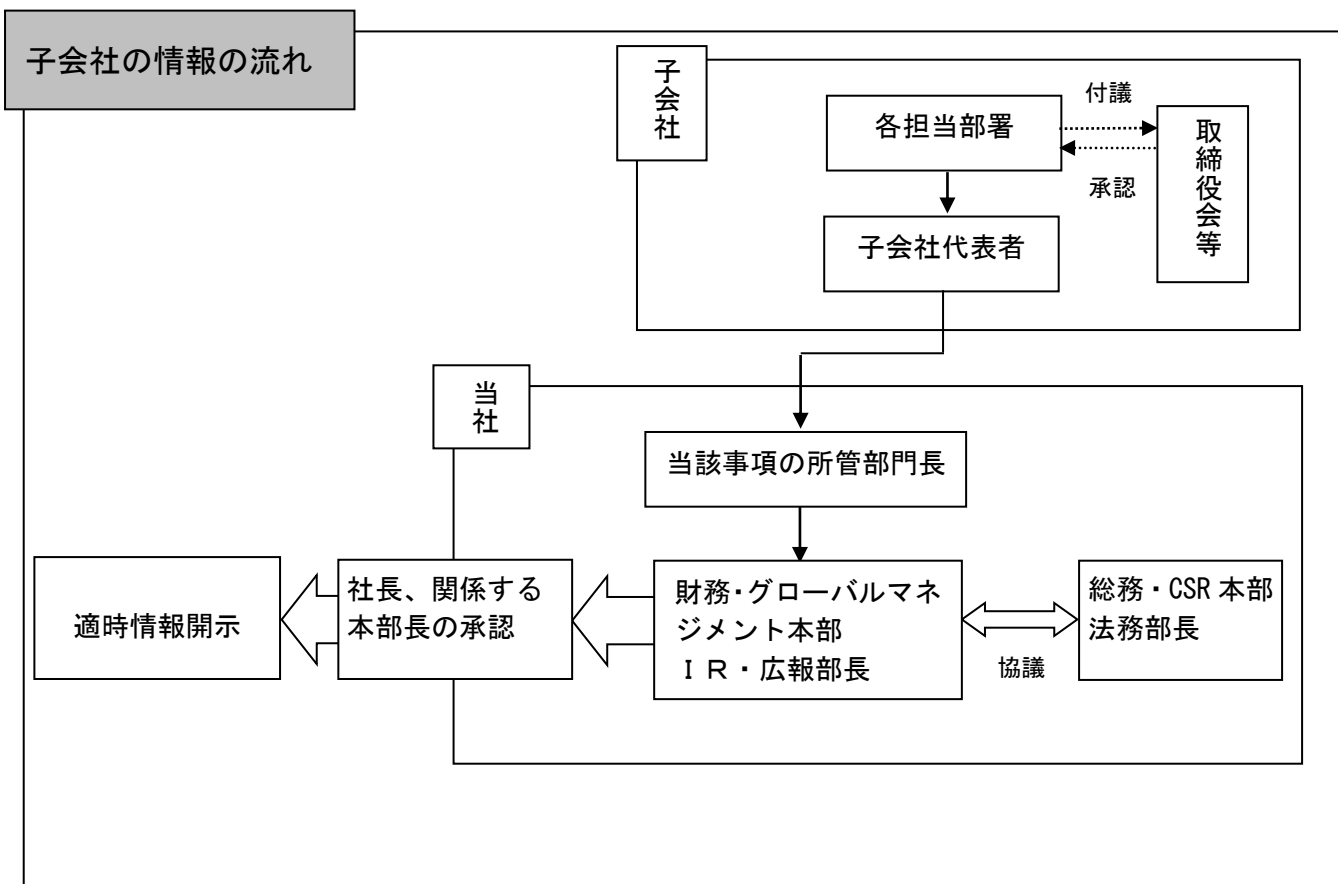 子会社の情報の流れ
子会社
各担当部署
付議
承認
取締役会等
子会社代表者
当社
当該事項の所管部門長
適時情報開示
社長、関係する
本部長の承認
財務・グローバルマネ
ジメント本部
ＩＲ・広報部長
協議
総務・CSR 本部
法務部長